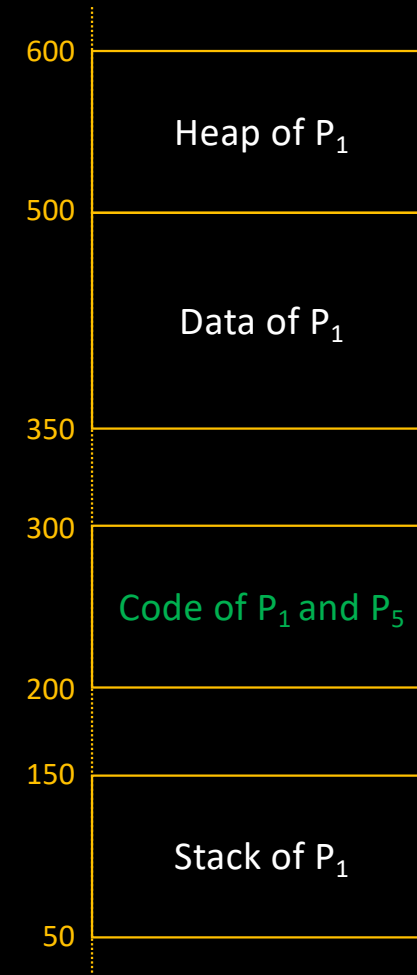 600
Heap of P₁
500
Data of P₁
350
300
Code of P₁ and P₅
200
150
Stack of P₁
50